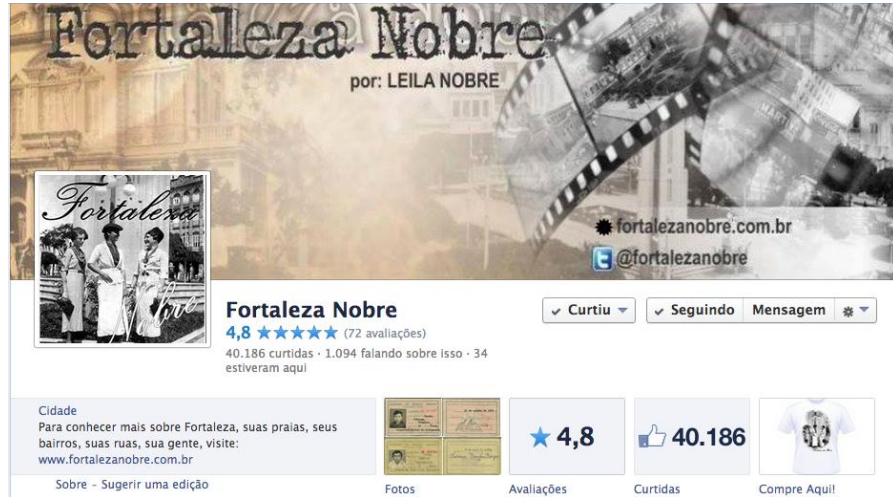 Fortaleza Nobre
por: LEILA NOBRE
fortalezanobre.com.br
@fortalezanobre
Fortaleza
Nobre
Fortaleza Nobre
4,8 ★★★★★ (72 avaliações)
40.186 curtidas · 1.094 falando sobre isso · 34
estiveram aqui
✓ Curtiu
✓ Seguindo
Mensagem
Cidade
Para conhecer mais sobre Fortaleza, suas praias, seus
bairros, suas ruas, sua gente, visite:
www.fortalezanobre.com.br
Sobre – Sugerir uma edição
★ 4,8
40.186
Fotos
Avaliações
Curtidas
Compre Aqui!